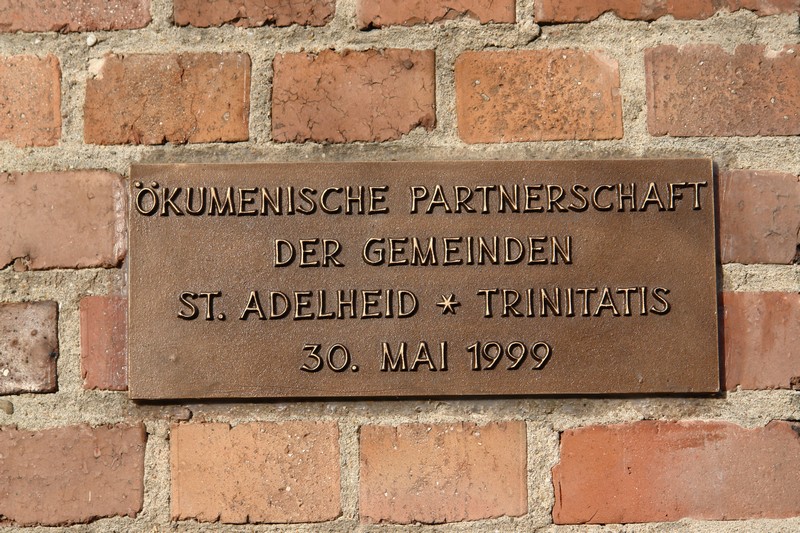 ÖKUMENISCHE PARTNERSCHAFT
DER GEMEINDEN
ST. ADELHEID * TRINITATIS
30. MAI 1999